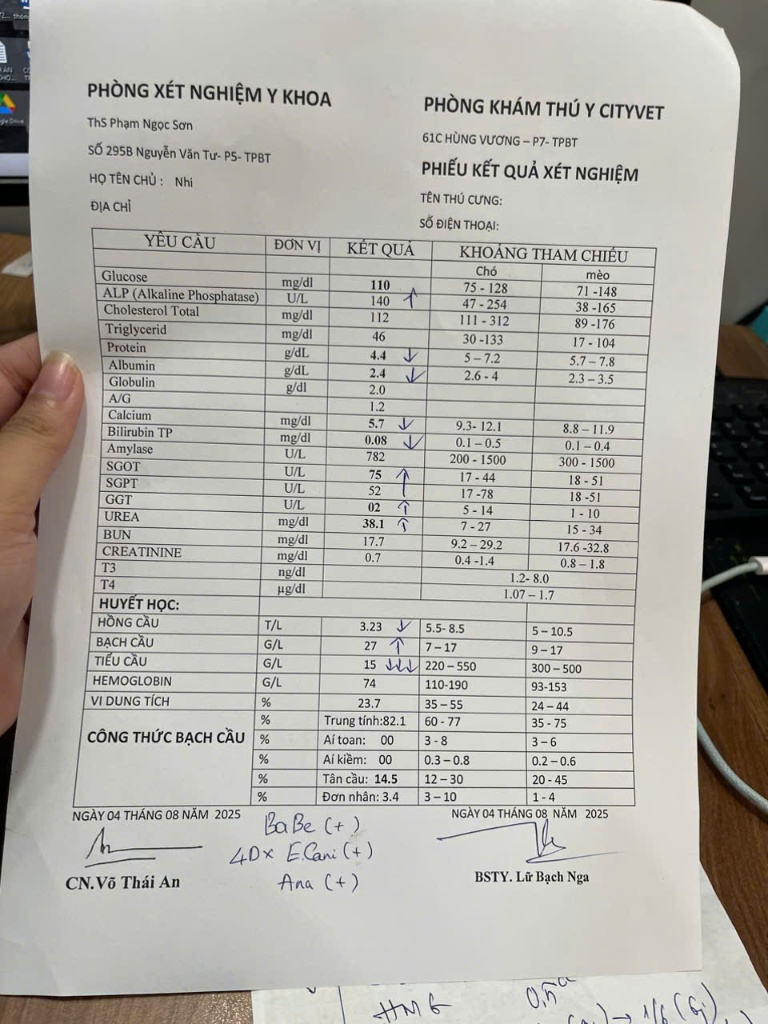 PHÒNG XÉT NGHIỆM Y KHOA
ThS Phạm Ngọc Sơn
SỐ 295B Nguyễn Văn Tư- P5- TPBT
HỌ TÊN CHỦ : Nhi
ĐỊA CHỈ
PHÒNG KHÁM THÚ Y CITYVET
61C HÙNG VƯƠNG – P7- TPBT
PHIẾU KẾT QUẢ XÉT NGHIỆM
TÊN THÚ CƯNG:
SỐ ĐIỆN THOẠI:
YÊU CẦU ĐƠN VỊ KẾT QUẢ KHOẢNG THAM CHIẾU
Chó mèo
Glucose mg/dl 110 75 - 128 71 -148
ALP (Alkaline Phosphatase) U/L 140 ↑ 47 - 254 38 -165
Cholesterol Total mg/dl 112 111 - 312 89 -176
Triglycerid mg/dl 46 30 -133 17 - 104
Protein g/dL 4.4 ↓ 5 – 7.2 5.7 – 7.8
Albumin g/dL 2.4 ↓ 2.6 - 4 2.3 – 3.5
Globulin g/dl 2.0
A/G 1.2
Calcium mg/dl 5.7 ↓ 9.3- 12.1 8.8 – 11.9
Bilirubin TP mg/dl 0.08 ↓ 0.1 – 0.5 0.1 – 0.4
Amylase U/L 782 200 - 1500 300 - 1500
SGOT U/L 75 ↑ 17 - 44 18 - 51
SGPT U/L 52 17 -78 18 -51
GGT U/L 02 ↑ 5 - 14 1 - 10
UREA mg/dl 38.1 ↑ 7 - 27 15 - 34
BUN mg/dl 17.7 9.2 – 29.2 17.6 -32.8
CREATININE mg/dl 0.7 0.4 -1.4 0.8 – 1.8
T3 ng/dl 1.2- 8.0
T4 µg/dl 1.07 – 1.7
HUYẾT HỌC:
HỒNG CẦU T/L 3.23 ↓ 5.5- 8.5 5 – 10.5
BẠCH CẦU G/L 27 ↑ 7 – 17 9 – 17
TIỂU CẦU G/L 15 ↓↓↓ 220 – 550 300 – 500
HEMOGLOBIN G/L 74 110-190 93-153
VI DUNG TÍCH % 23.7 35 – 55 24 – 44
CÔNG THỨC BẠCH CẦU
% Trung tính:82.1 60 - 77 35 - 75
% Aí toan: 00 3 - 8 3 – 6
% Aí kiềm: 00 0.3 – 0.8 0.2 – 0.6
% Tân cầu: 14.5 12 – 30 20 - 45
% Đơn nhân: 3.4 3 – 10 1 - 4
NGÀY 04 THÁNG 08 NĂM 2025
NGÀY 04 THÁNG 08 NĂM 2025
BaBe (+)
4Dx E.Cani (+)
Ana (+)
CN.Võ Thái An
BSTY. Lữ Bạch Nga